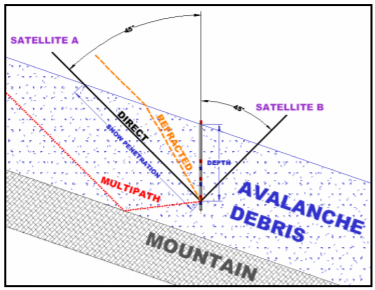 45
SATELLITE A
45
SATELLITE B
DIRECT
REFRACTED
SNOW PENETRATION
DEPTH
MULTIPATH
AVALANCHE
DEBRIS
MOUNTAIN